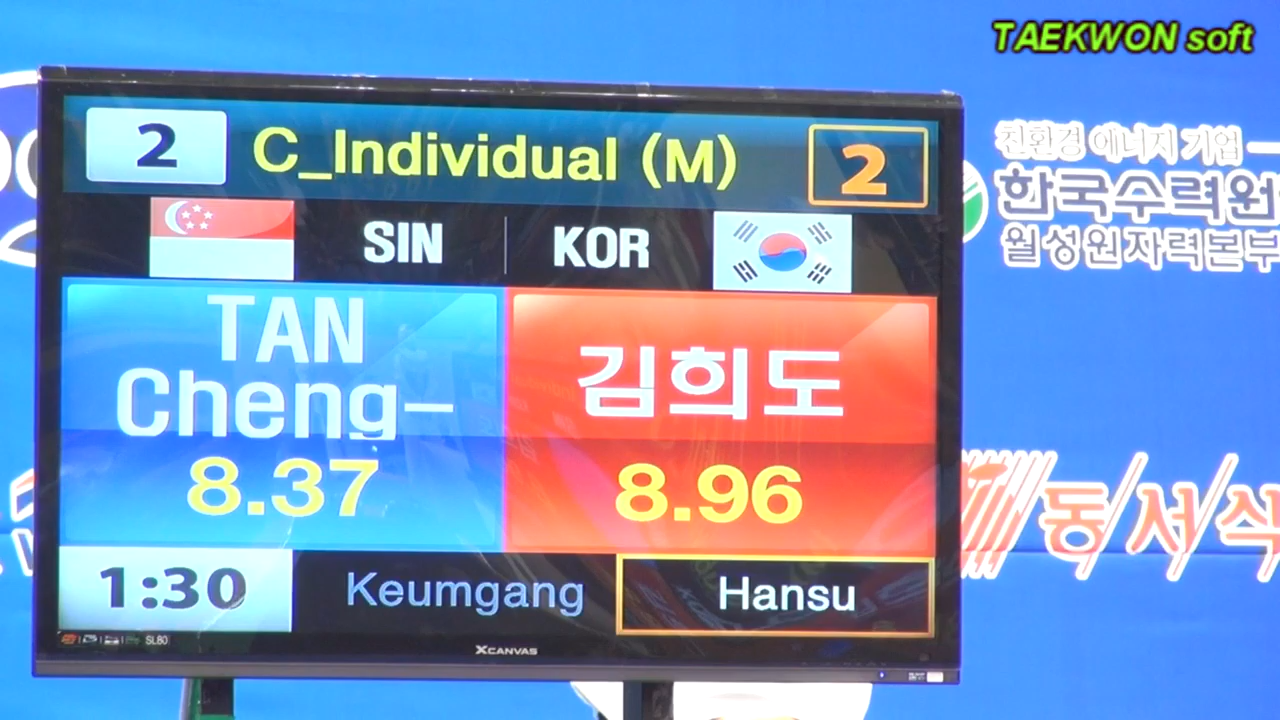 TAEKWON soft
2 C_Individual (M) 2
SIN KOR
TAN
Cheng-
김희도
8.37 8.96
1:30 Keumgang Hansu
SL80
XCANVAS
친환경 에너지 기업
한국수력원
월성원자력본부
동서식